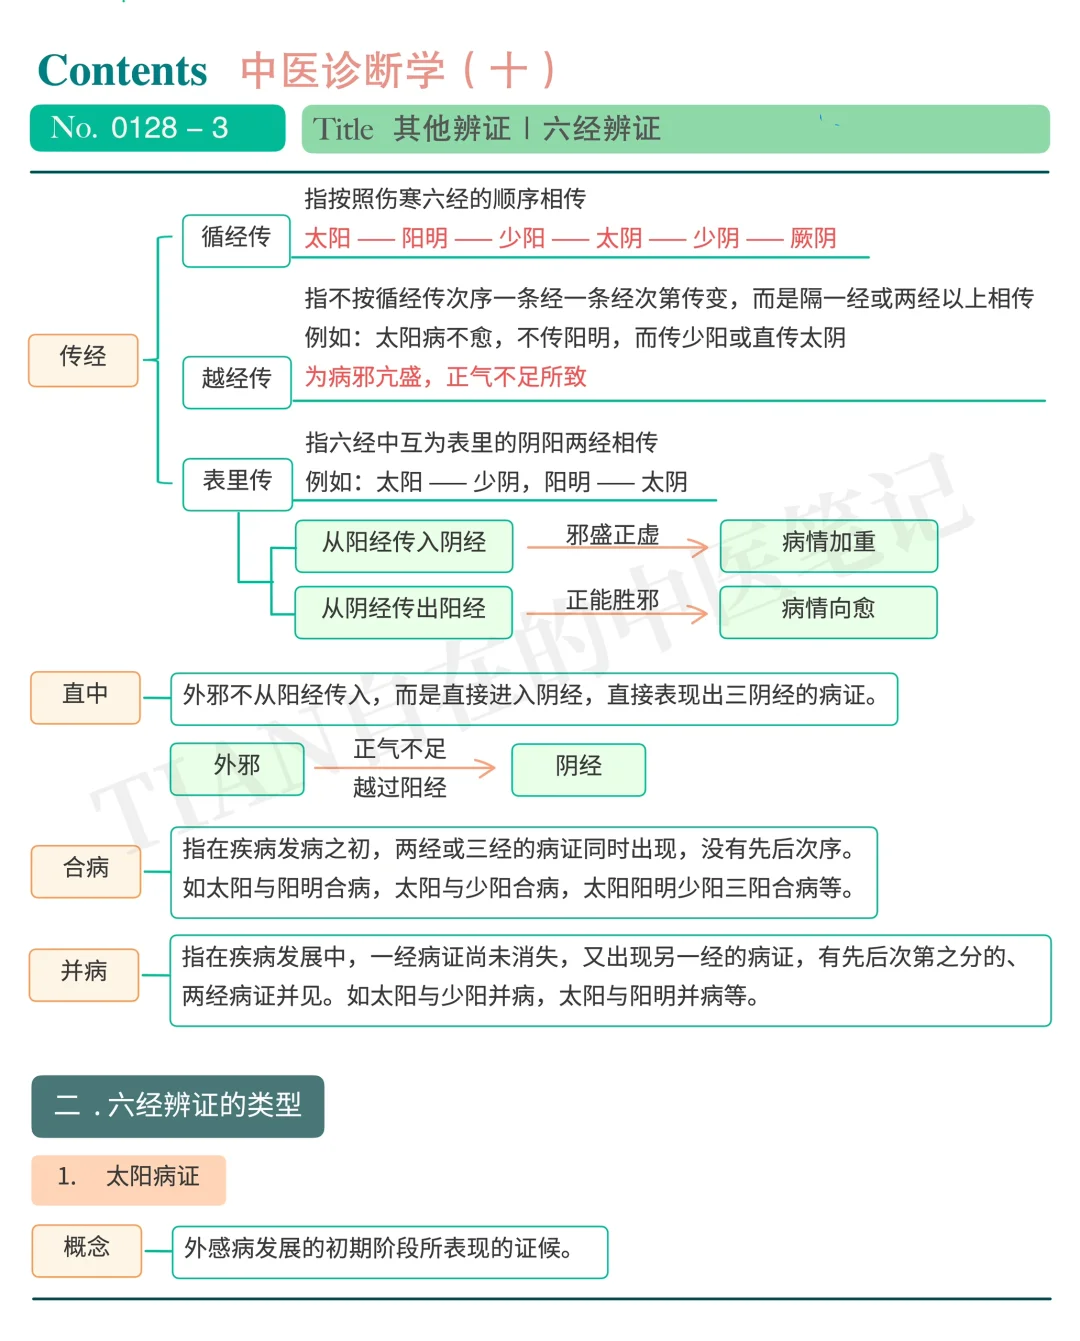 Contents 中医诊断学（十）
No. 0128 – 3
Title 其他辨证 | 六经辨证
传经
循经传
指按照伤寒六经的顺序相传
太阳 —— 阳明 —— 少阳 —— 太阴 —— 少阴 —— 厥阴
越经传
指不按循经传次序一条经一条经次第传变，而是隔一经或两经以上相传
例如：太阳病不愈，不传阳明，而传少阳或直传太阴
为病邪亢盛，正气不足所致
表里传
指六经中互为表里的阴阳两经相传
例如：太阳 —— 少阴，阳明 —— 太阴
从阳经传入阴经
邪盛正虚
病情加重
从阴经传出阳经
正能胜邪
病情向愈
直中
外邪不从阳经传入，而是直接进入阴经，直接表现出三阴经的病证。
外邪
正气不足
越过阳经
阴经
合病
指在疾病发病之初，两经或三经的病证同时出现，没有先后次序。
如太阳与阳明合病，太阳与少阳合病，太阳阳明少阳三阳合病等。
并病
指在疾病发展中，一经病证尚未消失，又出现另一经的病证，有先后次第之分的、
两经病证并见。如太阳与少阳并病，太阳与阳明并病等。
二 . 六经辨证的类型
1. 太阳病证
概念
外感病发展的初期阶段所表现的证候。
TIAN自在的中医笔记